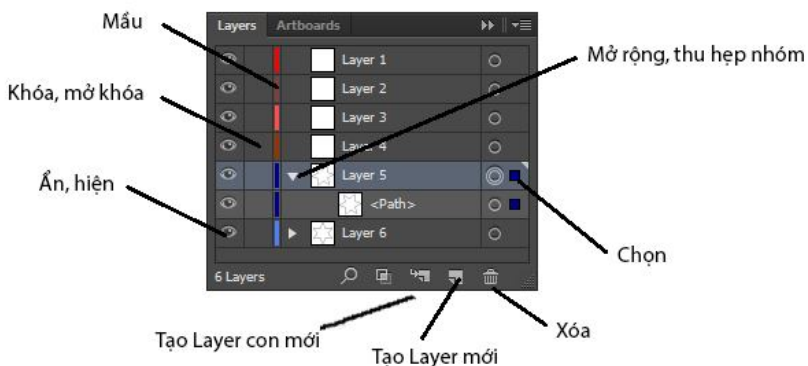 Mầu
Layers Artboards
Layer 1
Mở rộng, thu hẹp nhóm
Layer 2
Khóa, mở khóa
Layer 3
Layer 4
Ẩn, hiện
Layer 5
<Path>
Layer 6
Chọn
6 Layers
Xóa
Tạo Layer con mới
Tạo Layer mới